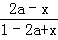 2a − x
1 − 2a+x